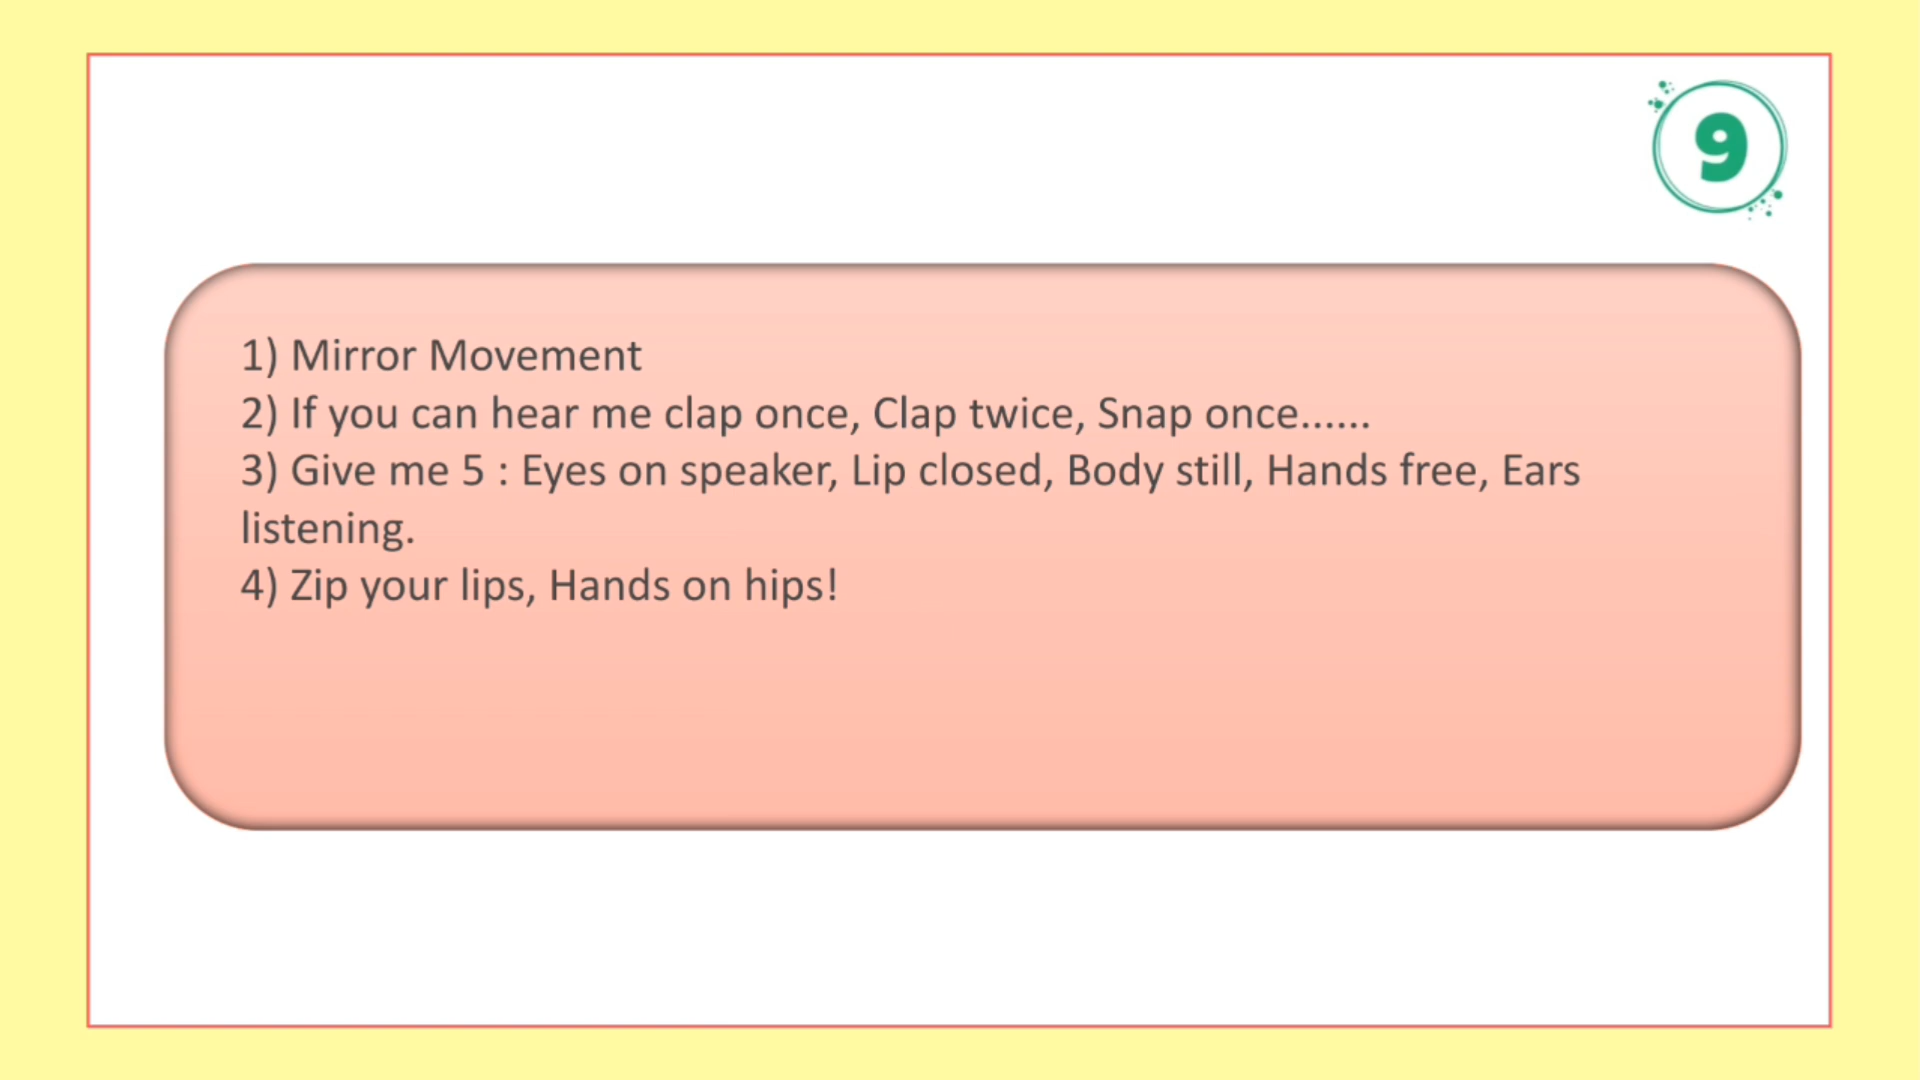 9
1) Mirror Movement
2) If you can hear me clap once, Clap twice, Snap once......
3) Give me 5 : Eyes on speaker, Lip closed, Body still, Hands free, Ears
listening.
4) Zip your lips, Hands on hips!